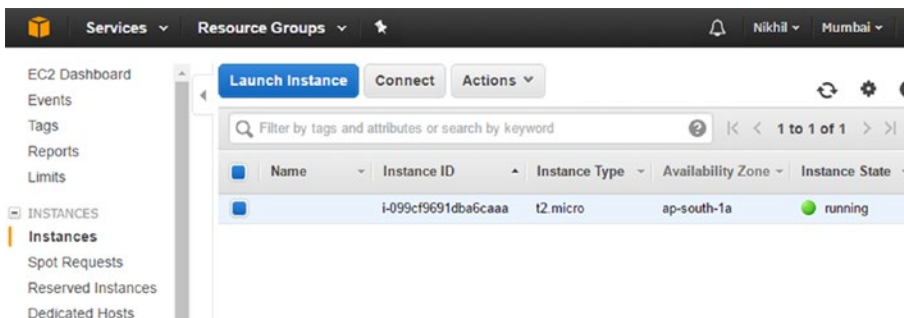 Services Resource Groups Nikhil Mumbai
EC2 Dashboard
Events
Tags
Reports
Limits
INSTANCES
Instances
Spot Requests
Reserved Instances
Dedicated Hosts
Launch Instance Connect Actions
Filter by tags and attributes or search by keyword 1 to 1 of 1
Name Instance ID Instance Type Availability Zone Instance State
i-099cf9691dba6caaa t2.micro ap-south-1a running